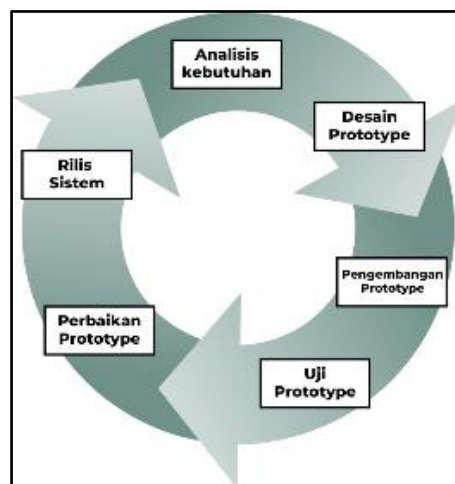 Analisis
kebutuhan
Desain
Prototype
Pengembangan
Prototype
Uji
Prototype
Perbaikan
Prototype
Rilis
Sistem